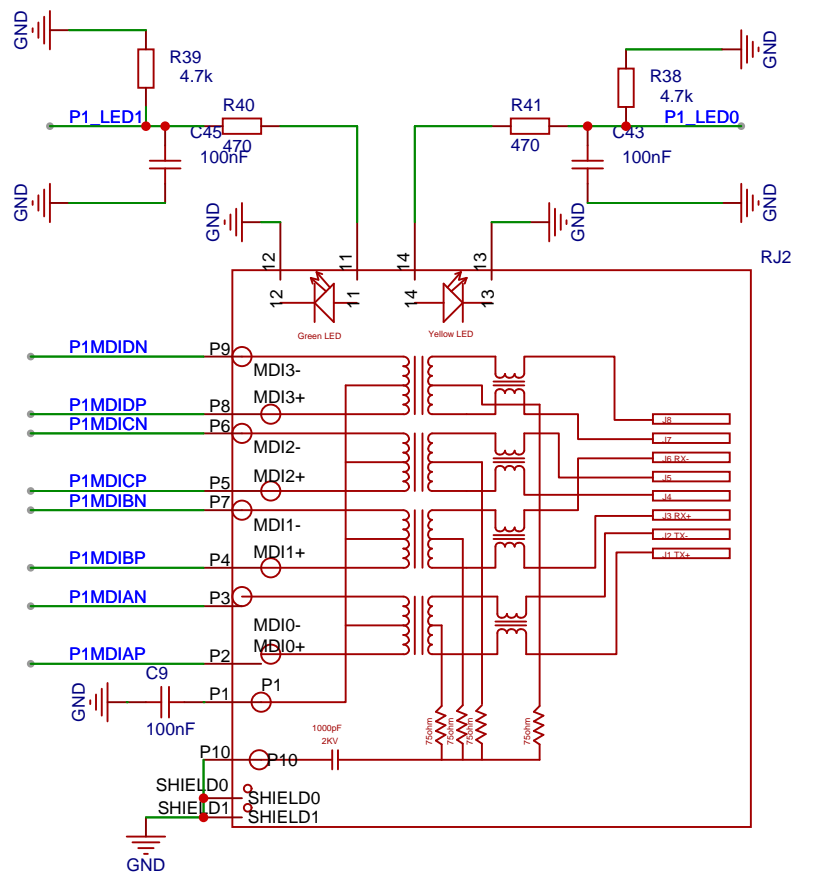 GND
R39
4.7k
P1_LED1
C45
R40
470
100nF
GND
R38
4.7k
R41
470
C43
100nF
P1_LED0
GND
GND
GND
GND
RJ2
12
11
14
13
12
11
14
13
Green LED
Yellow LED
P1MDIDN
P9
MDI3-
P1MDIDP
P8
MDI3+
P1MDICN
P6
MDI2-
P1MDICP
P5
MDI2+
P1MDIBN
P7
MDI1-
P1MDIBP
P4
MDI1+
P1MDIAN
P3
MDI0-
P1MDIAP
P2
MDI0+
J8
J7
J6 RX-
J5
J4
J3 RX+
J2 TX-
J1 TX+
C9
GND
100nF
P1
P1
1000pF
2KV
75ohm
75ohm
75ohm
75ohm
P10
P10
SHIELD0
SHIELD0
SHIELD1
SHIELD1
GND